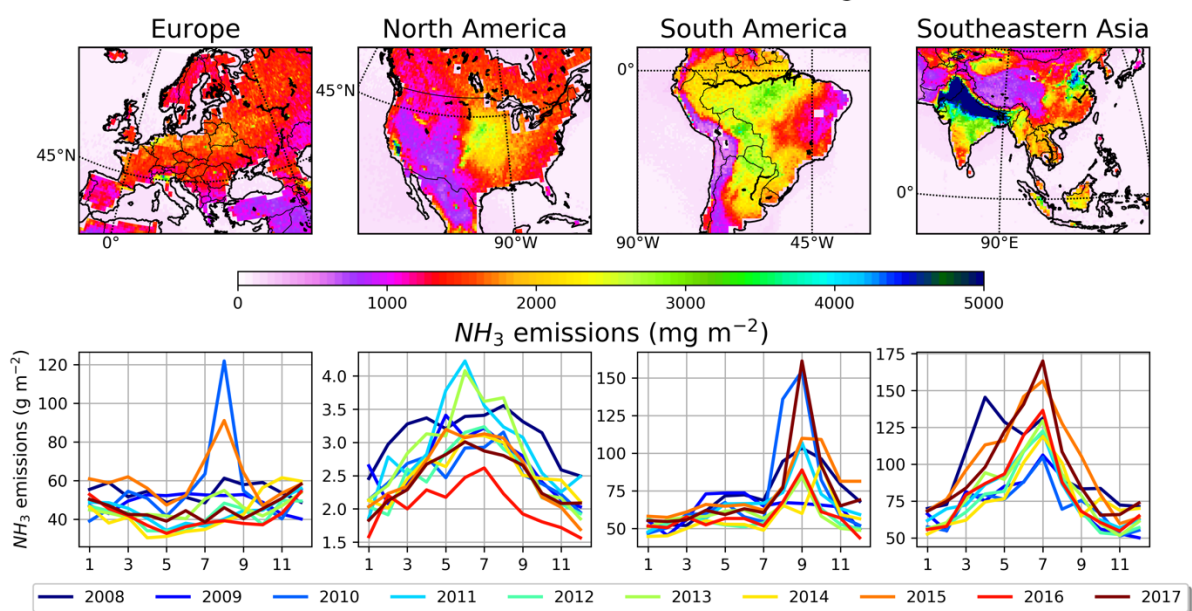 Europe North America South America Southeastern Asia
45°N 45°N 0° 0°
0° 90°W 90°W 45°W 90°E
0 1000 2000 3000 4000 5000
NH₃ emissions (mg m⁻²)
NH₃ emissions (g m⁻²)
120 100 80 60 40
4.0 3.5 3.0 2.5 2.0 1.5
150 125 100 75 50
175 150 125 100 75 50
1 3 5 7 9 11 1 3 5 7 9 11 1 3 5 7 9 11 1 3 5 7 9 11
2008 2009 2010 2011 2012 2013 2014 2015 2016 2017